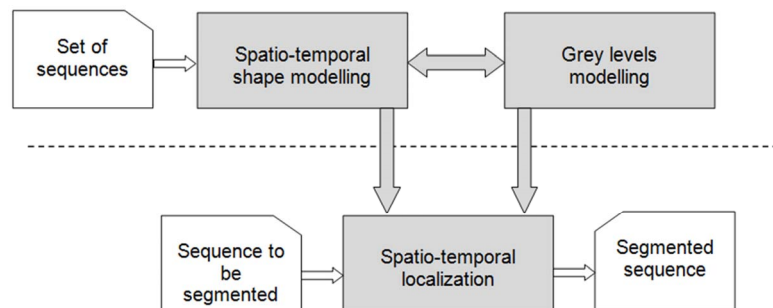 Set of
sequences
Spatio-temporal
shape modelling
Grey levels
modelling
Sequence to
be
segmented
Spatio-temporal
localization
Segmented
sequence